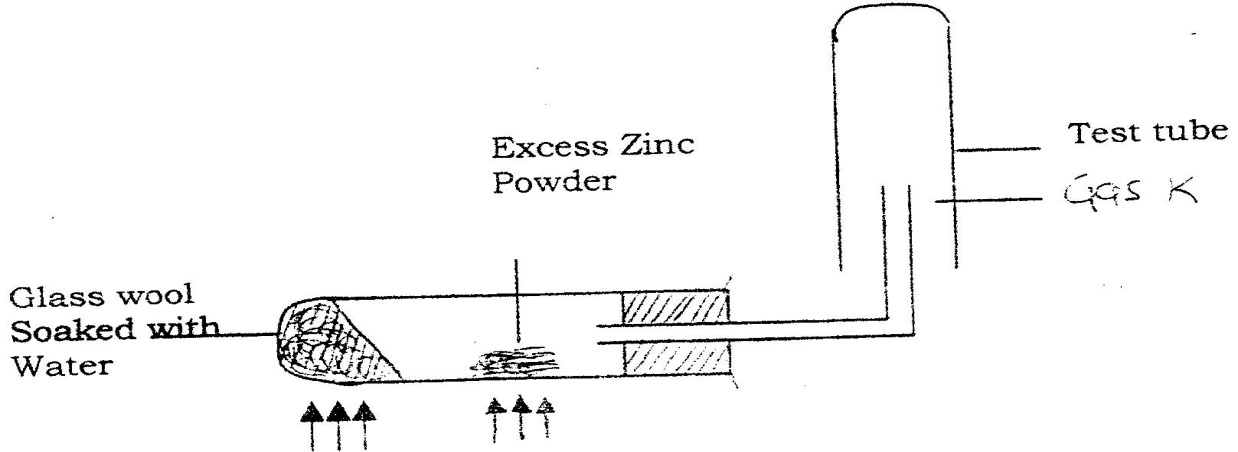 Excess Zinc
Powder
Test tube
Gas K
Glass wool
Soaked with
Water